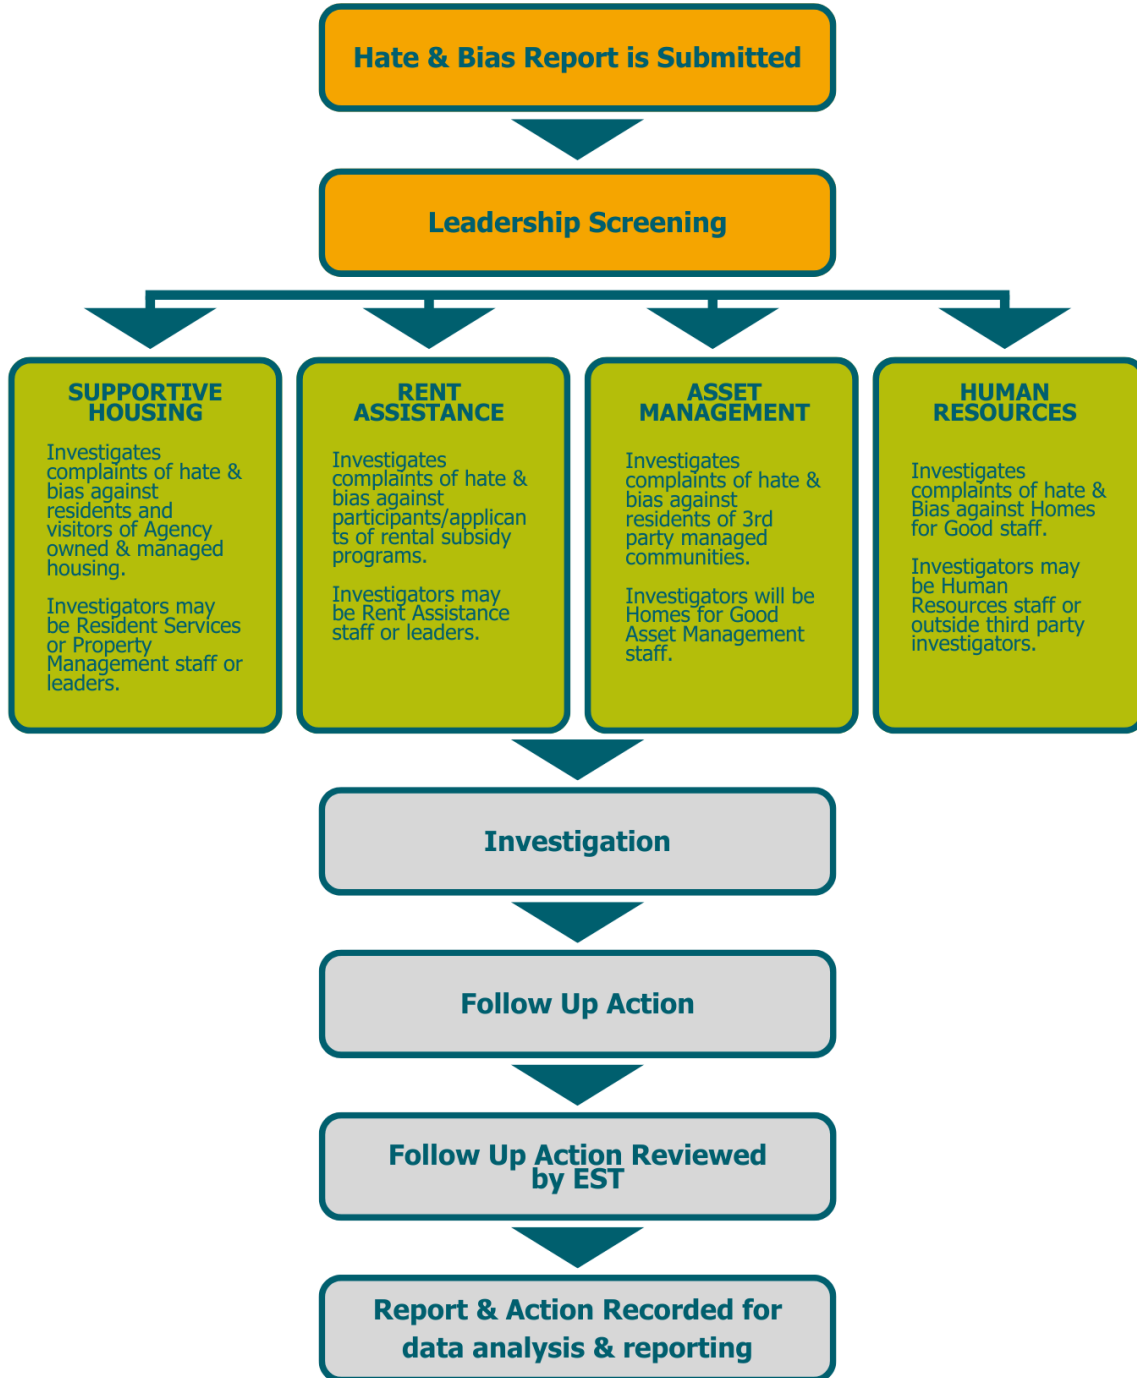 Hate & Bias Report is Submitted
Leadership Screening
SUPPORTIVE
HOUSING
Investigates
complaints of hate &
bias against
residents and
visitors of Agency
owned & managed
housing.
Investigators may
be Resident Services
or Property
Management staff or
leaders.
RENT
ASSISTANCE
Investigates
complaints of hate &
bias against
participants/applican
ts of rental subsidy
programs.
Investigators may
be Rent Assistance
staff or leaders.
ASSET
MANAGEMENT
Investigates
complaints of hate &
bias against
residents of 3rd
party managed
communities.
Investigators will be
Homes for Good
Asset Management
staff.
HUMAN
RESOURCES
Investigates
complaints of hate &
Bias against Homes
for Good staff.
Investigators may
be Human
Resources staff or
outside third party
investigators.
Investigation
Follow Up Action
Follow Up Action Reviewed
by EST
Report & Action Recorded for
data analysis & reporting